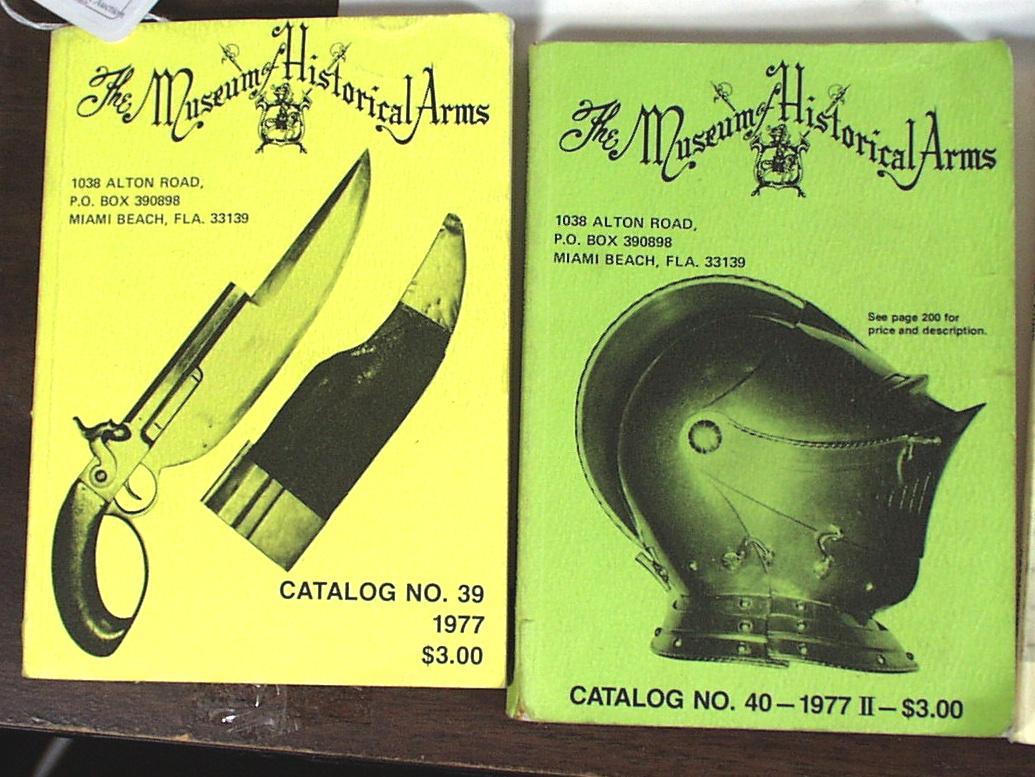 Auction
The Museum of Historical Arms
1038 ALTON ROAD,
P.O. BOX 390898
MIAMI BEACH, FLA. 33139
CATALOG NO. 39
1977
$3.00
The Museum of Historical Arms
1038 ALTON ROAD,
P.O. BOX 390898
MIAMI BEACH, FLA. 33139
See page 200 for
price and description.
CATALOG NO. 40—1977 II—$3.00